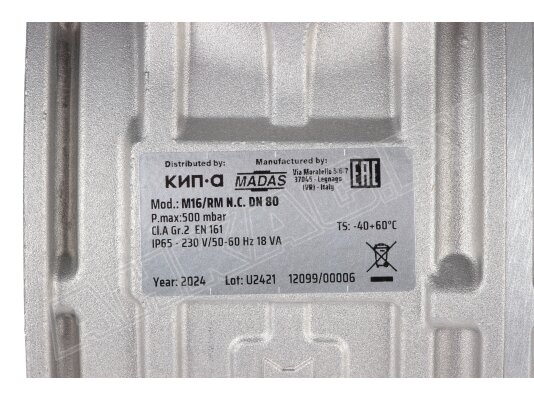 Distributed by:
Manufactured by:
кип·а
MADAS
Via Moratello 5-6-7
37045 - Legnago
(VR) - Italy
EAC
Mod.: M16/RM N.C. DN 80
P.max:500 mbar
Cl.A Gr.2 EN 161
TS: -40+60°C
IP65 - 230 V/50-60 Hz 18 VA
Year: 2024 Lot: U2421 12099/00006